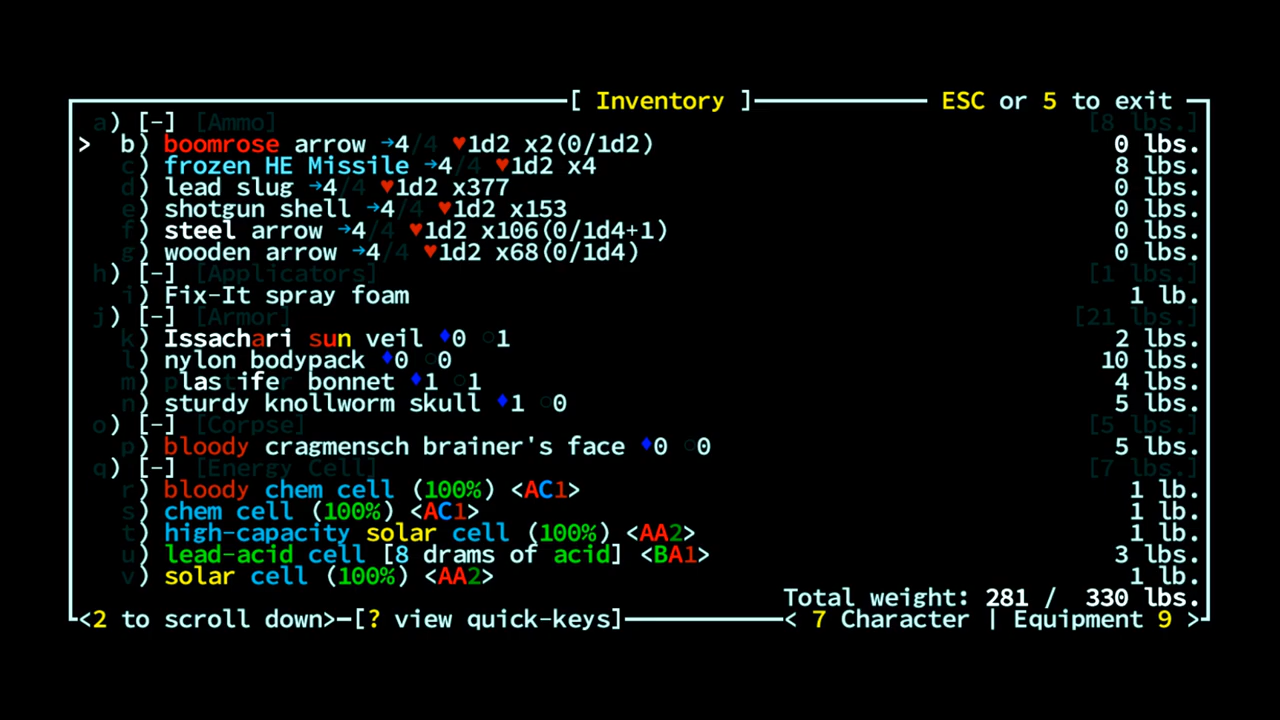 [ Inventory ] ESC or 5 to exit
a) [-] [Ammo] [8 lbs.]
> b) boomrose arrow →4/4 ♥1d2 x2(0/1d2) 0 lbs.
c) frozen HE Missile →4/4 ♥1d2 x4 8 lbs.
d) lead slug →4/4 ♥1d2 x377 0 lbs.
e) shotgun shell →4/4 ♥1d2 x153 0 lbs.
f) steel arrow →4/4 ♥1d2 x106(0/1d4+1) 0 lbs.
g) wooden arrow →4/4 ♥1d2 x68(0/1d4) 0 lbs.
h) [-] [Applicators] [1 lbs.]
i) Fix-It spray foam 1 lb.
j) [-] [Armor] [21 lbs.]
k) Issachari sun veil ♦0 ○1 2 lbs.
l) nylon bodypack ♦0 ○0 10 lbs.
m) plastifer bonnet ♦1 ○1 4 lbs.
n) sturdy knollworm skull ♦1 ○0 5 lbs.
o) [-] [Corpse] [5 lbs.]
p) bloody cragmensch brainer's face ♦0 ○0 5 lbs.
q) [-] [Energy Cell] [7 lbs.]
r) bloody chem cell (100%) <AC1> 1 lb.
s) chem cell (100%) <AC1> 1 lb.
t) high-capacity solar cell (100%) <AA2> 1 lb.
u) lead-acid cell [8 drams of acid] <BA1> 3 lbs.
v) solar cell (100%) <AA2> 1 lb.
Total weight: 281 / 330 lbs.
<2 to scroll down> [? view quick-keys] < 7 Character | Equipment 9 >